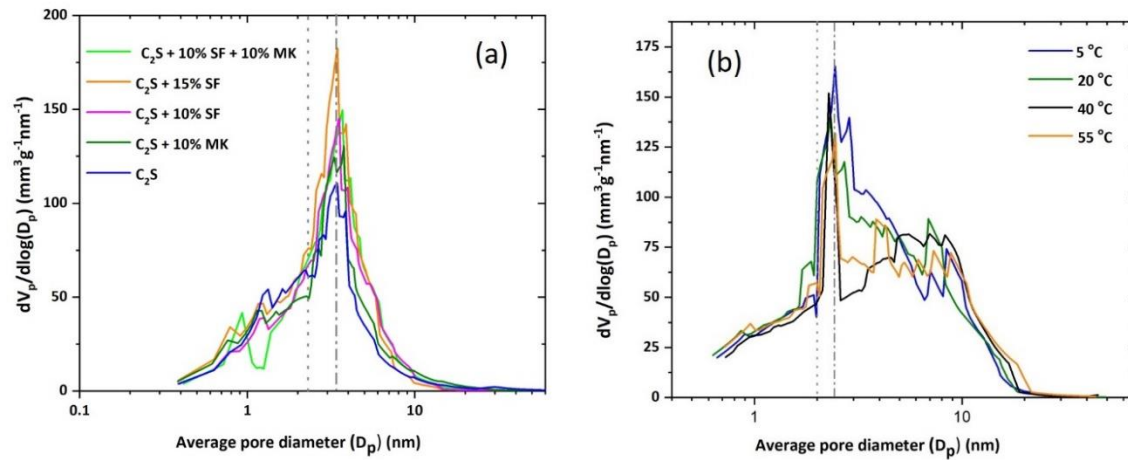 (a)
C₂S + 10% SF + 10% MK
C₂S + 15% SF
C₂S + 10% SF
C₂S + 10% MK
C₂S
200
150
100
50
0
dVₚ/dlog(Dₚ) (mm³g⁻¹nm⁻¹)
0.1 1 10
Average pore diameter (Dₚ) (nm)
(b)
5 °C
20 °C
40 °C
55 °C
175
150
125
100
75
50
25
0
dVₚ/dlog(Dₚ) (mm³g⁻¹nm⁻¹)
1 10
Average pore diameter (Dₚ) (nm)